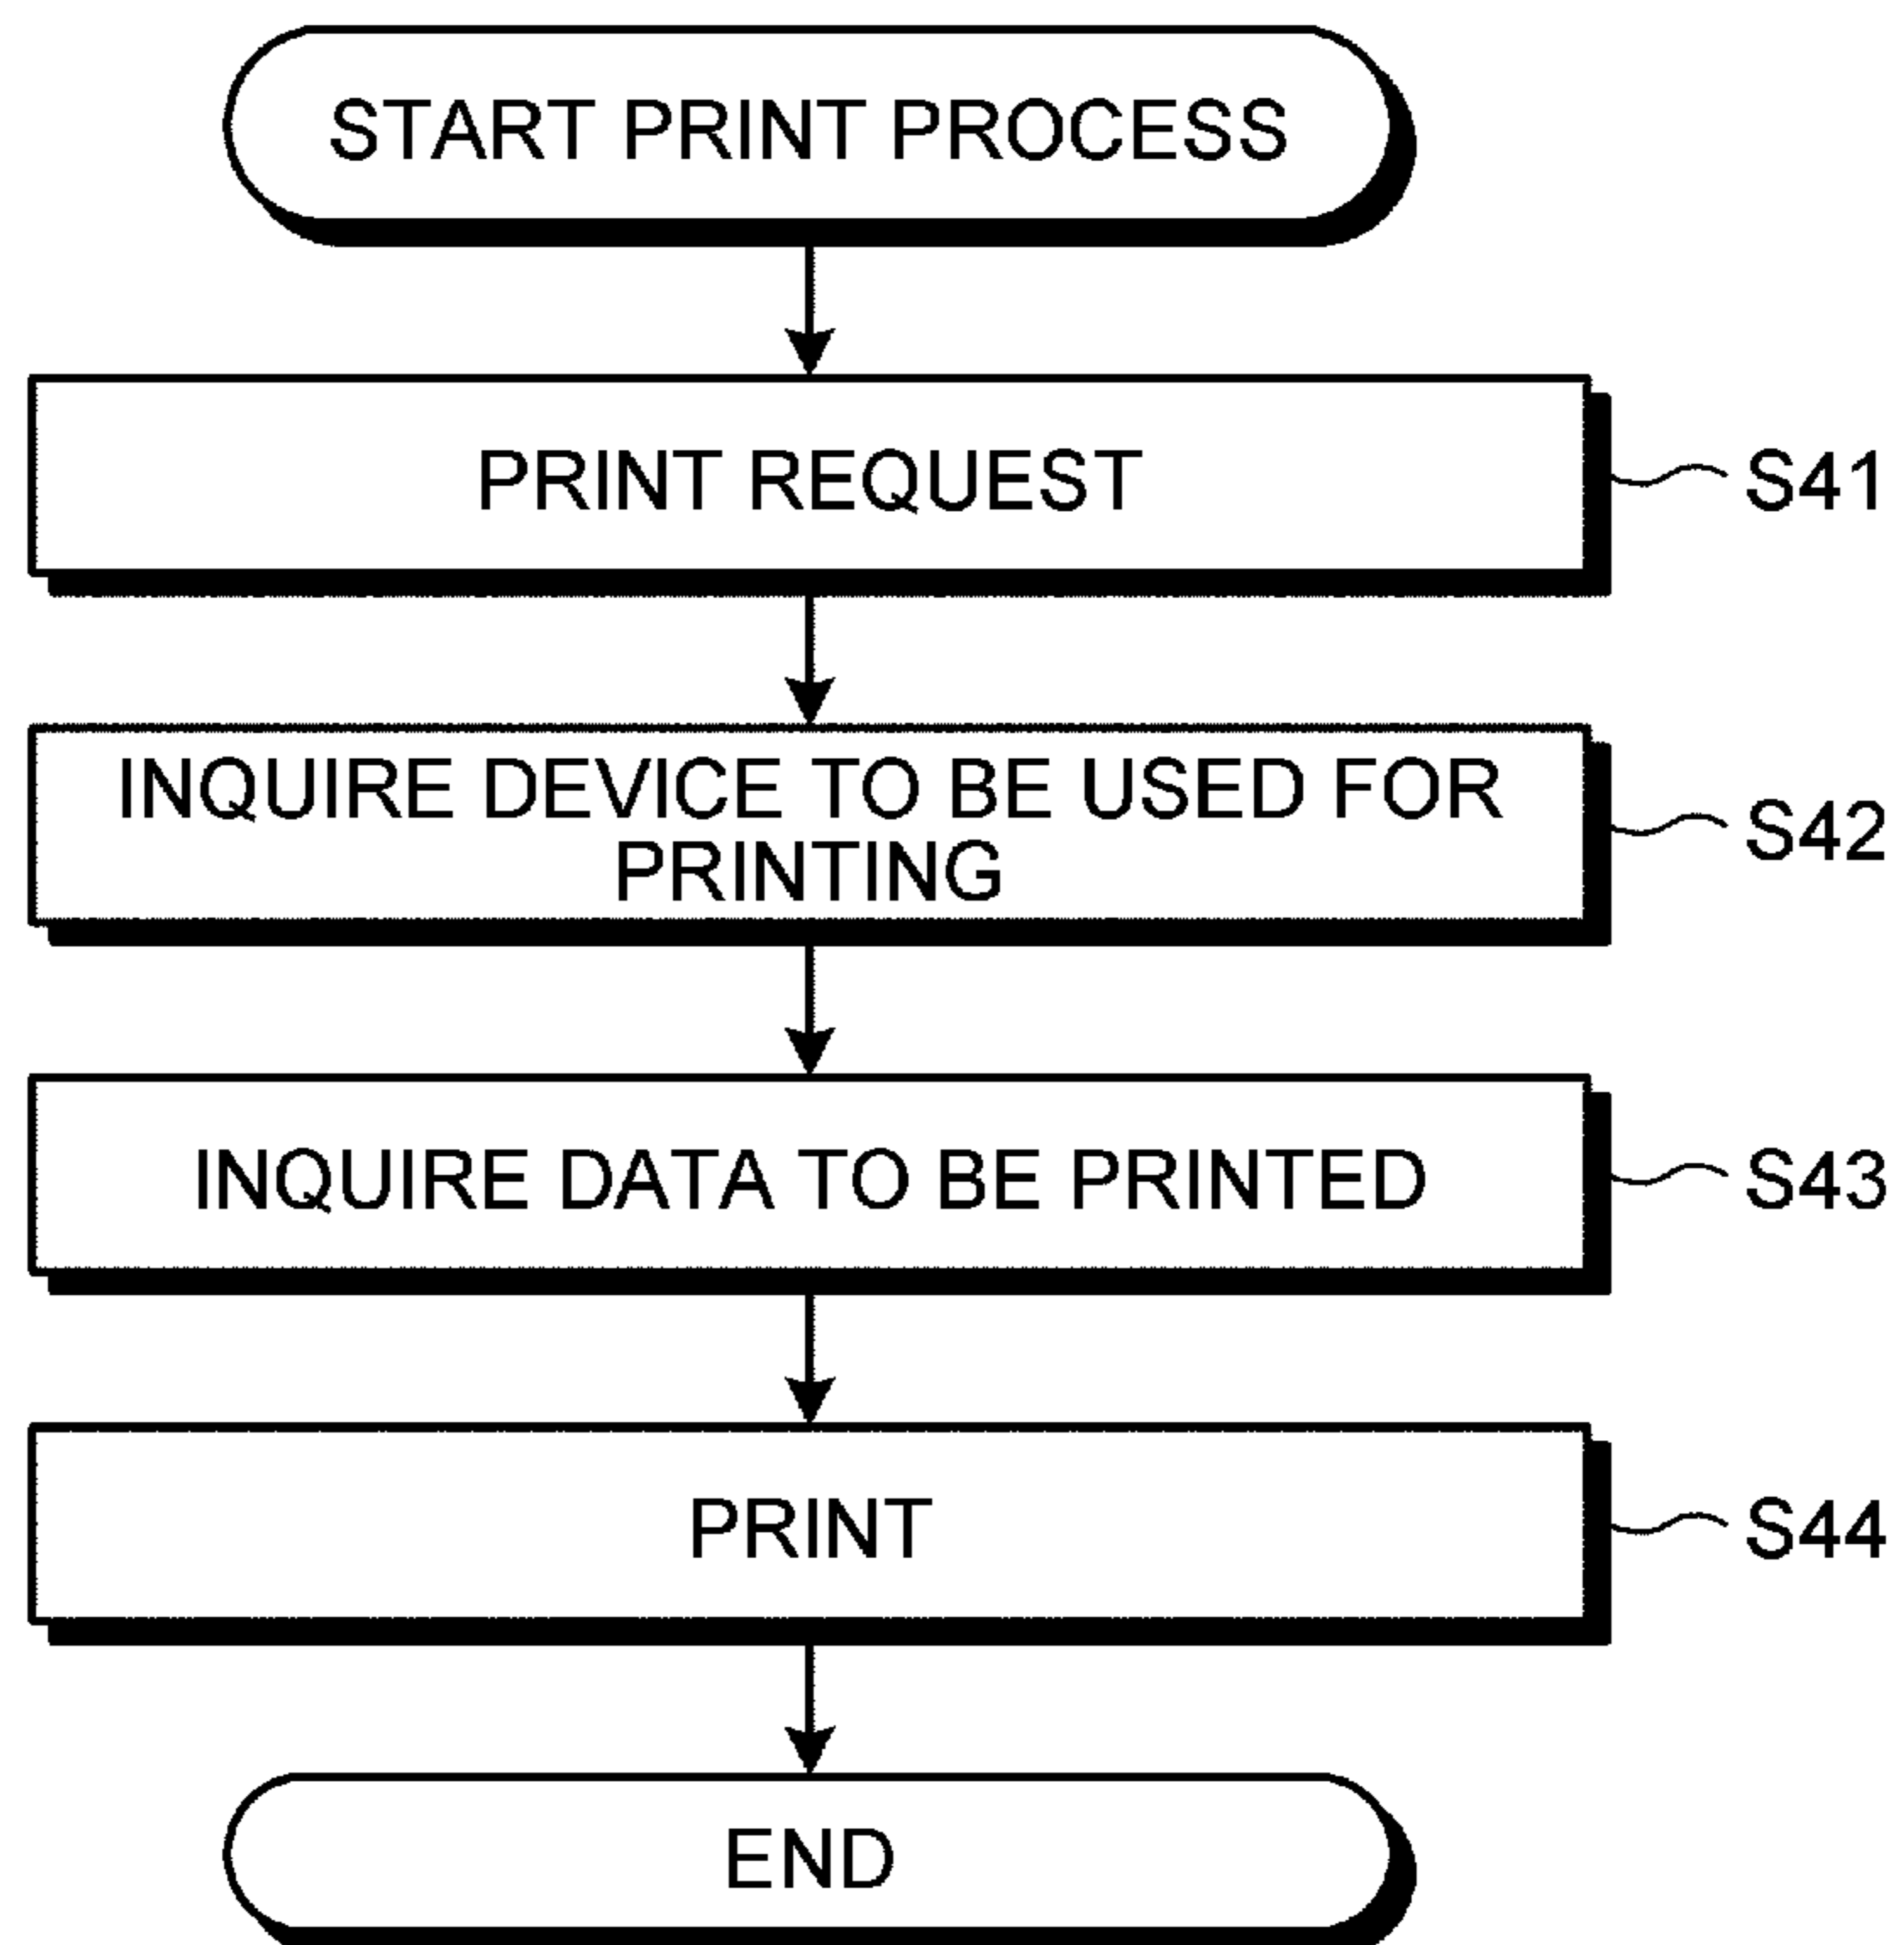 START PRINT PROCESS
PRINT REQUEST
S41
INQUIRE DEVICE TO BE USED FOR
PRINTING
S42
INQUIRE DATA TO BE PRINTED
S43
PRINT
S44
END